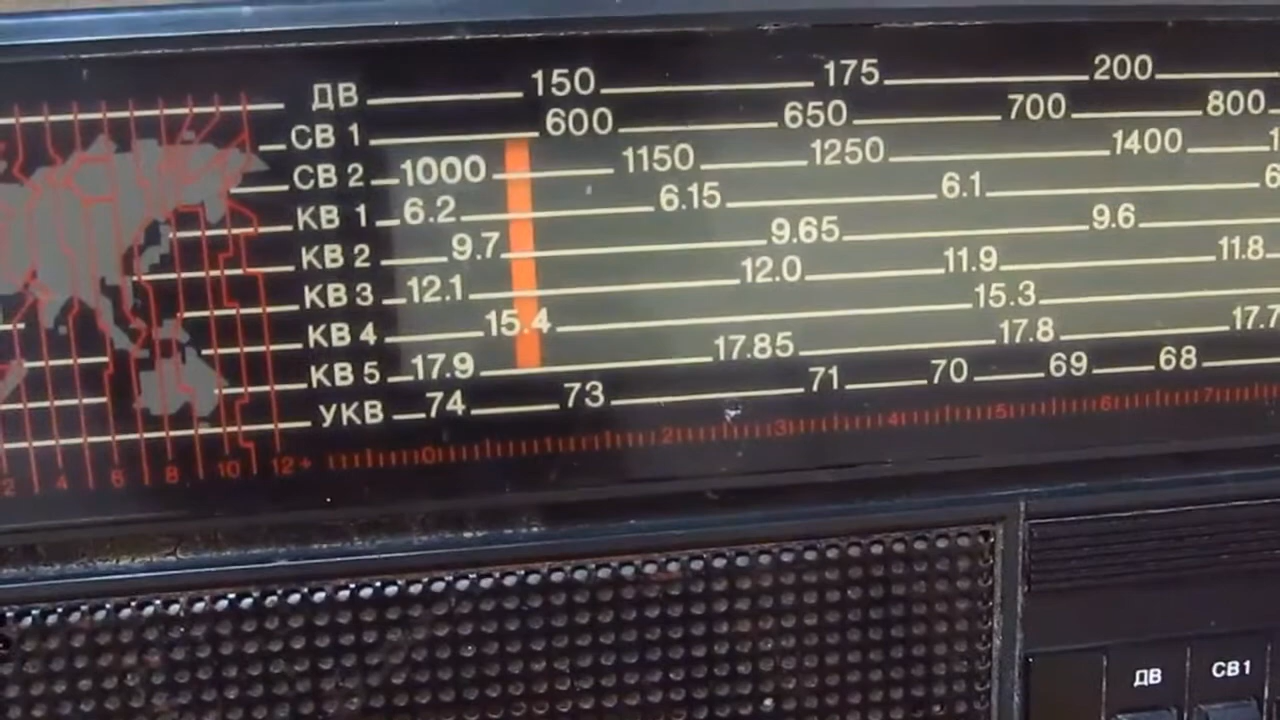 ДВ 150 175 200
СВ 1 600 650 700 800
СВ 2 1000 1150 1250 1400
КВ 1 6.2 6.15 6.1
КВ 2 9.7 9.65 9.6
КВ 3 12.1 12.0 11.9 11.8
КВ 4 15.4 15.3
КВ 5 17.9 17.85 17.8 17.7
УКВ 74 73 71 70 69 68
2 4 6 8 10 12+ 0 1 2 3 4 5 6 7
ДВ СВ1